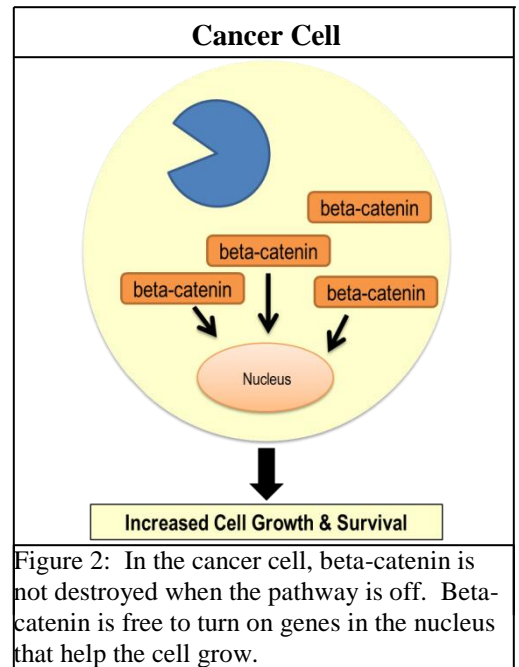 Cancer Cell
beta-catenin
beta-catenin
beta-catenin
beta-catenin
Nucleus
Increased Cell Growth & Survival
Figure 2:  In the cancer cell, beta-catenin is
not destroyed when the pathway is off.  Beta-
catenin is free to turn on genes in the nucleus
that help the cell grow.